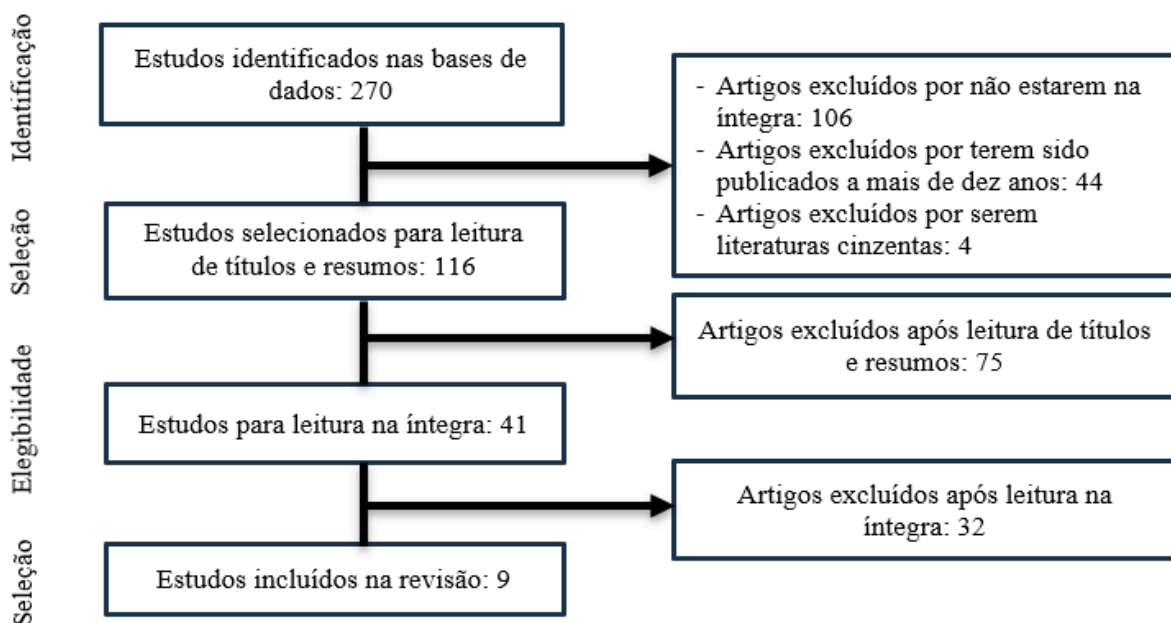 Identificação
Estudos identificados nas bases de
dados: 270
- Artigos excluídos por não estarem na
íntegra: 106
- Artigos excluídos por terem sido
publicados a mais de dez anos: 44
- Artigos excluídos por serem
literaturas cinzentas: 4
Seleção
Estudos selecionados para leitura
de títulos e resumos: 116
Artigos excluídos após leitura de títulos
e resumos: 75
Elegibilidade
Estudos para leitura na íntegra: 41
Artigos excluídos após leitura na
íntegra: 32
Seleção
Estudos incluídos na revisão: 9